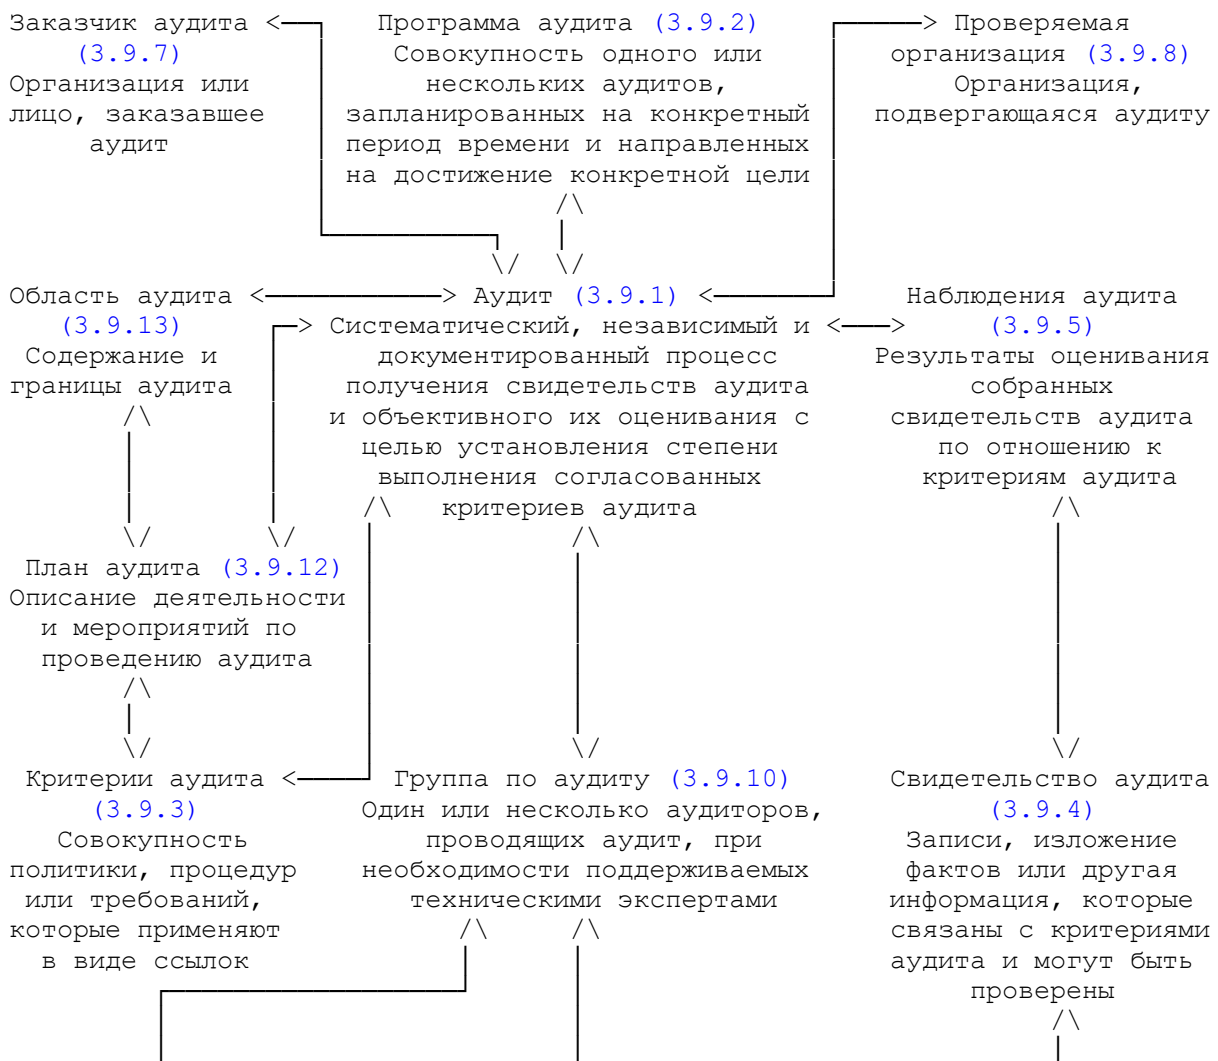 Заказчик аудита
(3.9.7)
Организация или
лицо, заказавшее
аудит
Программа аудита (3.9.2)
Совокупность одного или
нескольких аудитов,
запланированных на конкретный
период времени и направленных
на достижение конкретной цели
Проверяемая
организация (3.9.8)
Организация,
подвергающаяся аудиту
Область аудита
(3.9.13)
Содержание и
границы аудита
Аудит (3.9.1)
Систематический, независимый и
документированный процесс
получения свидетельств аудита
и объективного их оценивания с
целью установления степени
выполнения согласованных
критериев аудита
Наблюдения аудита
(3.9.5)
Результаты оценивания
собранных
свидетельств аудита
по отношению к
критериям аудита
План аудита (3.9.12)
Описание деятельности
и мероприятий по
проведению аудита
Критерии аудита
(3.9.3)
Совокупность
политики, процедур
или требований,
которые применяют
в виде ссылок
Группа по аудиту (3.9.10)
Один или несколько аудиторов,
проводящих аудит, при
необходимости поддерживаемых
техническими экспертами
Свидетельство аудита
(3.9.4)
Записи, изложение
фактов или другая
информация, которые
связаны с критериями
аудита и могут быть
проверены